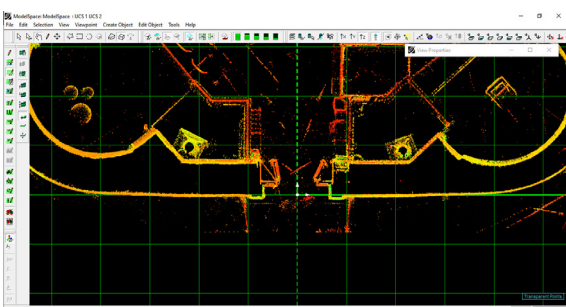 ModelSpace: ModelSpace : UCS 1 UCS 2
File Edit Selection View Viewpoint Create Object Edit Object Tools Help
View Properties
Transparent Points